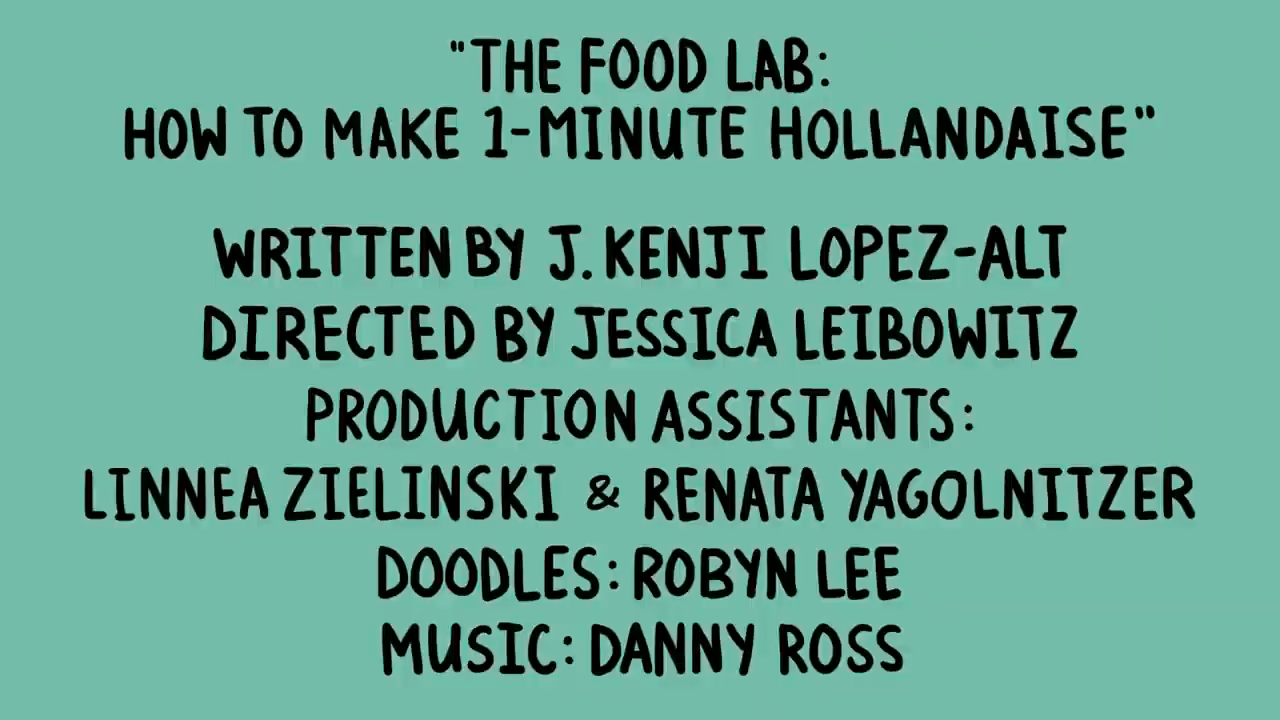 "THE FOOD LAB:
HOW TO MAKE 1-MINUTE HOLLANDAISE"
WRITTEN BY J. KENJI LOPEZ-ALT
DIRECTED BY JESSICA LEIBOWITZ
PRODUCTION ASSISTANTS:
LINNEA ZIELINSKI & RENATA YAGOLNITZER
DOODLES: ROBYN LEE
MUSIC: DANNY ROSS